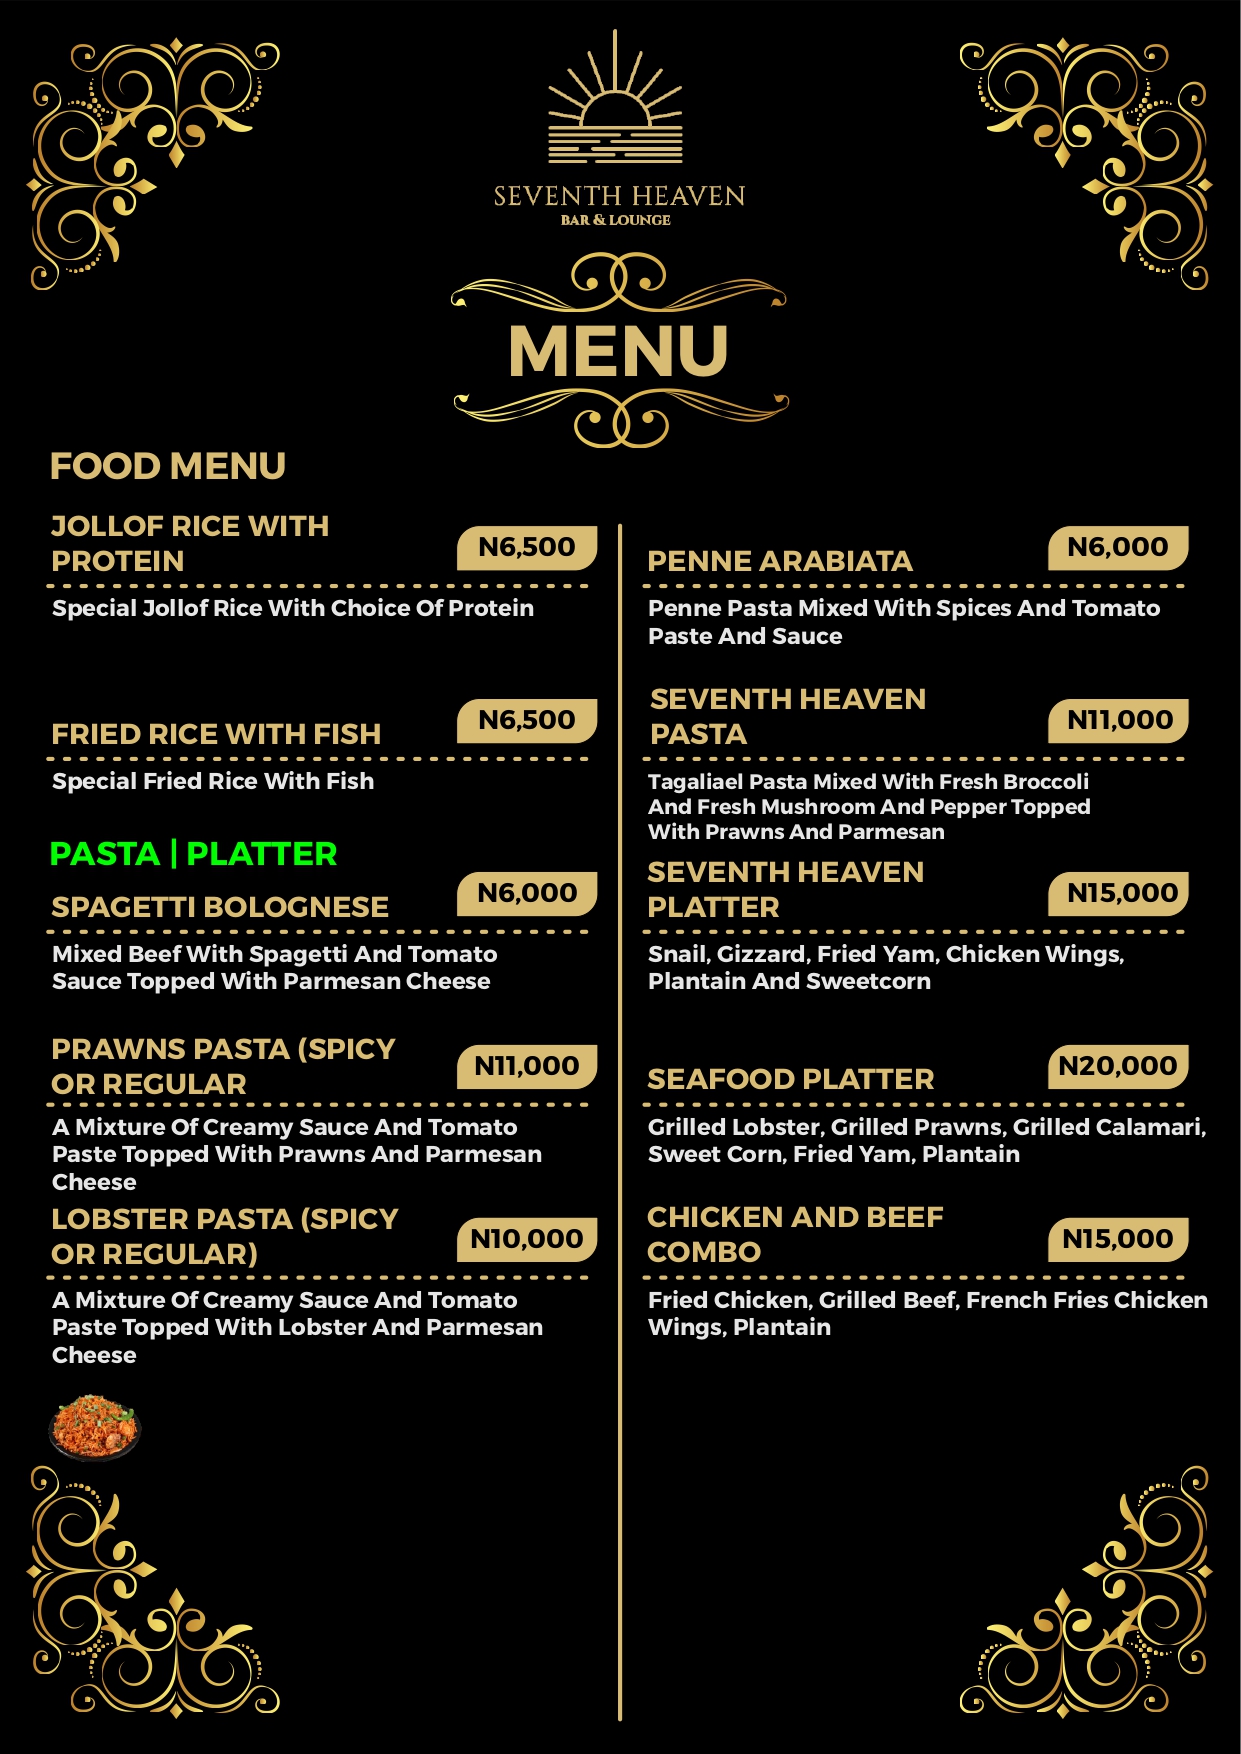 SEVENTH HEAVEN
BAR & LOUNGE
MENU
FOOD MENU
JOLLOF RICE WITH
PROTEIN
N6,500
Special Jollof Rice With Choice Of Protein
FRIED RICE WITH FISH
N6,500
Special Fried Rice With Fish
PASTA | PLATTER
SPAGETTI BOLOGNESE
N6,000
Mixed Beef With Spagetti And Tomato
Sauce Topped With Parmesan Cheese
PRAWNS PASTA (SPICY
OR REGULAR
N11,000
A Mixture Of Creamy Sauce And Tomato
Paste Topped With Prawns And Parmesan
Cheese
LOBSTER PASTA (SPICY
OR REGULAR)
N10,000
A Mixture Of Creamy Sauce And Tomato
Paste Topped With Lobster And Parmesan
Cheese
PENNE ARABIATA
N6,000
Penne Pasta Mixed With Spices And Tomato
Paste And Sauce
SEVENTH HEAVEN
PASTA
N11,000
Tagaliael Pasta Mixed With Fresh Broccoli
And Fresh Mushroom And Pepper Topped
With Prawns And Parmesan
SEVENTH HEAVEN
PLATTER
N15,000
Snail, Gizzard, Fried Yam, Chicken Wings,
Plantain And Sweetcorn
SEAFOOD PLATTER
N20,000
Grilled Lobster, Grilled Prawns, Grilled Calamari,
Sweet Corn, Fried Yam, Plantain
CHICKEN AND BEEF
COMBO
N15,000
Fried Chicken, Grilled Beef, French Fries Chicken
Wings, Plantain